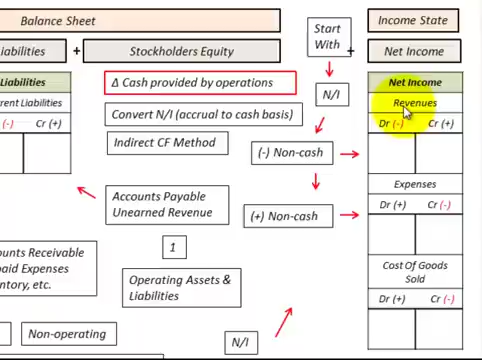 Balance Sheet
Income State
Start
With
iabilities
+
Stockholders Equity
+
Net Income
Liabilities
rent Liabilities
(-) Cr (+)
Δ Cash provided by operations
Convert N/I (accrual to cash basis)
Indirect CF Method
N/I
(-) Non-cash
(+) Non-cash
Net Income
Revenues
Dr (-) Cr (+)
Expenses
Dr (+) Cr (-)
Cost Of Goods
Sold
Dr (+) Cr (-)
Accounts Payable
Unearned Revenue
1
ounts Receivable
aid Expenses
ntory, etc.
Operating Assets &
Liabilities
Non-operating
N/I